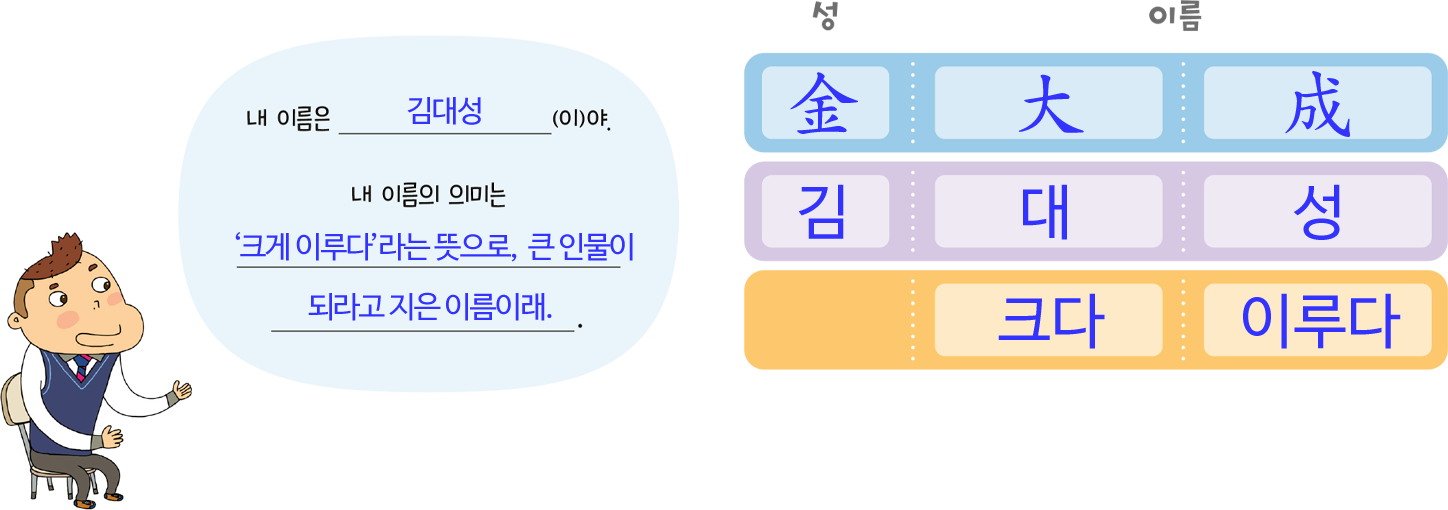 내 이름은 김대성 (이)야.
내 이름의 의미는
‘크게 이루다’라는 뜻으로, 큰 인물이
되라고 지은 이름이래. .
성 이름
金 大 成
김 대 성
크다 이루다